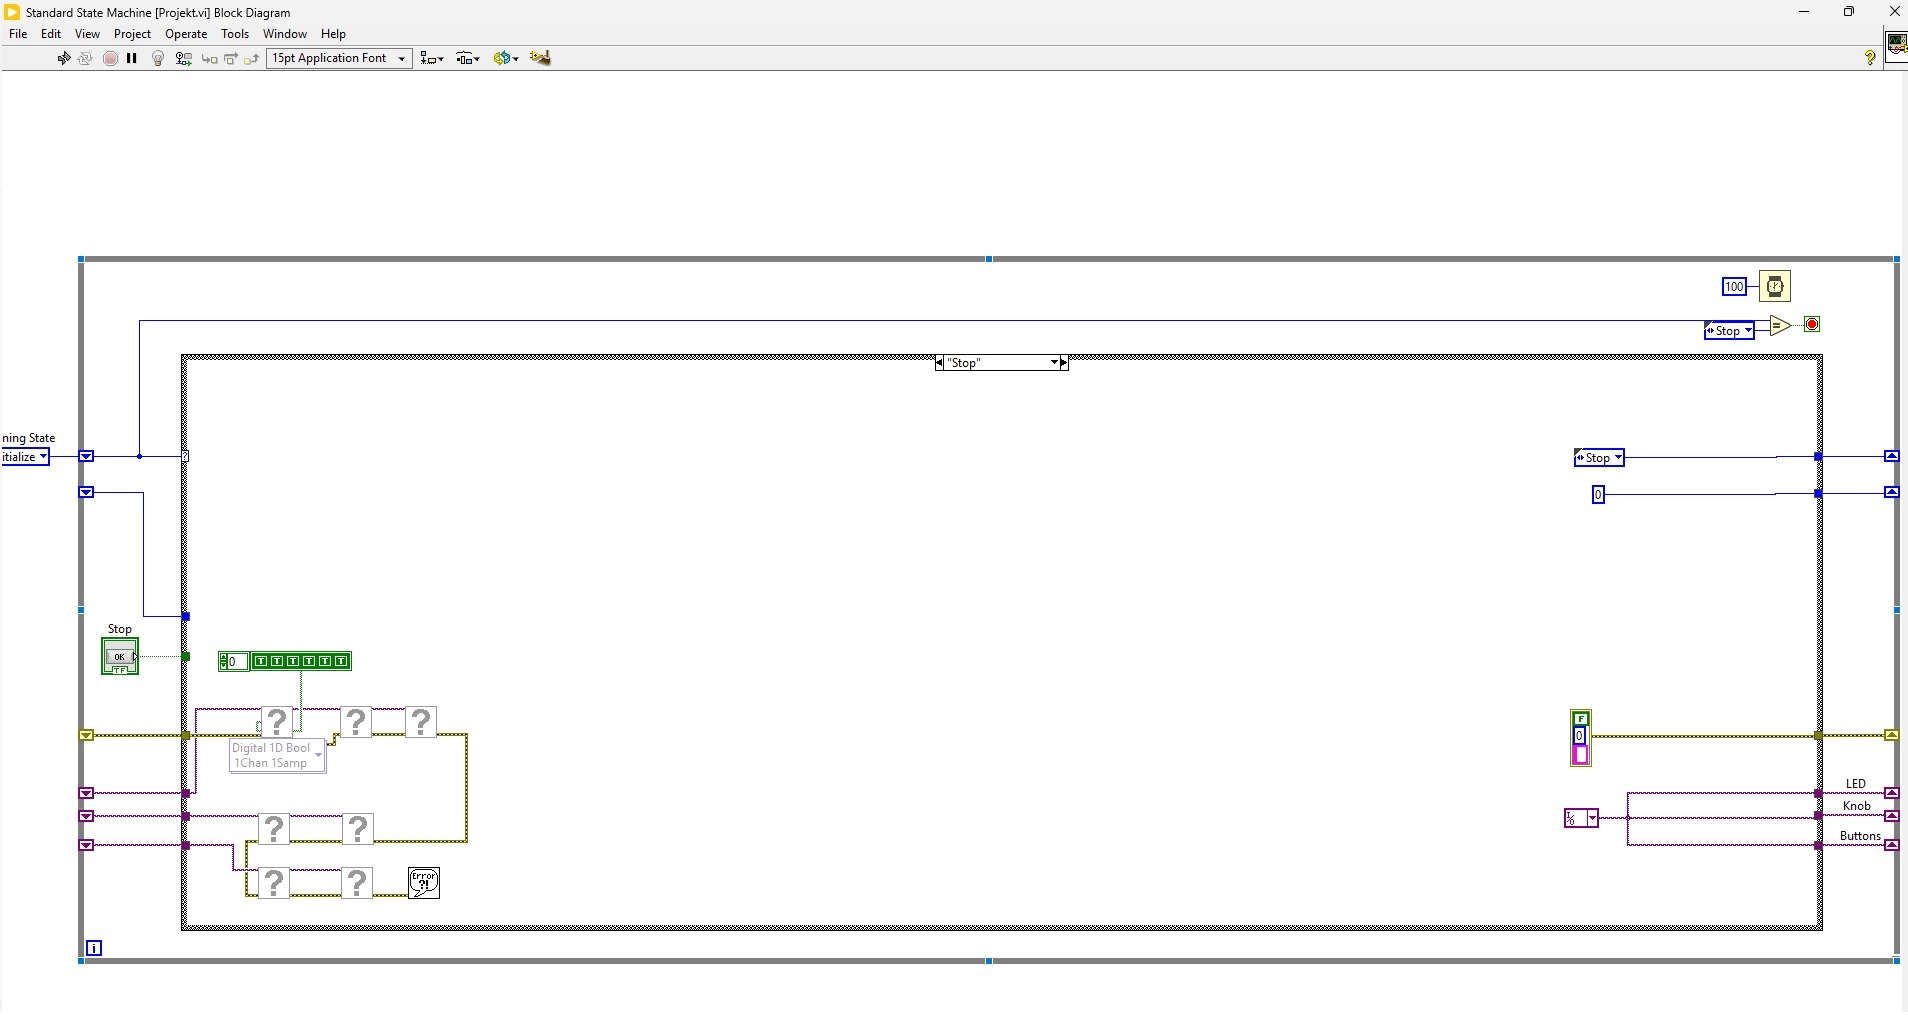 Standard State Machine [Projekt.vi] Block Diagram
File Edit View Project Operate Tools Window Help
15pt Application Font
?
100
Stop
=
"Stop"
ning State
itialize
?
Stop
0
Stop
OK
TF
0 T T T T T T
? ? ?
Digital 1D Bool
1Chan 1Samp
F
0
LED
Knob
Buttons
I/0
? ?
? ?
Error
?!
i